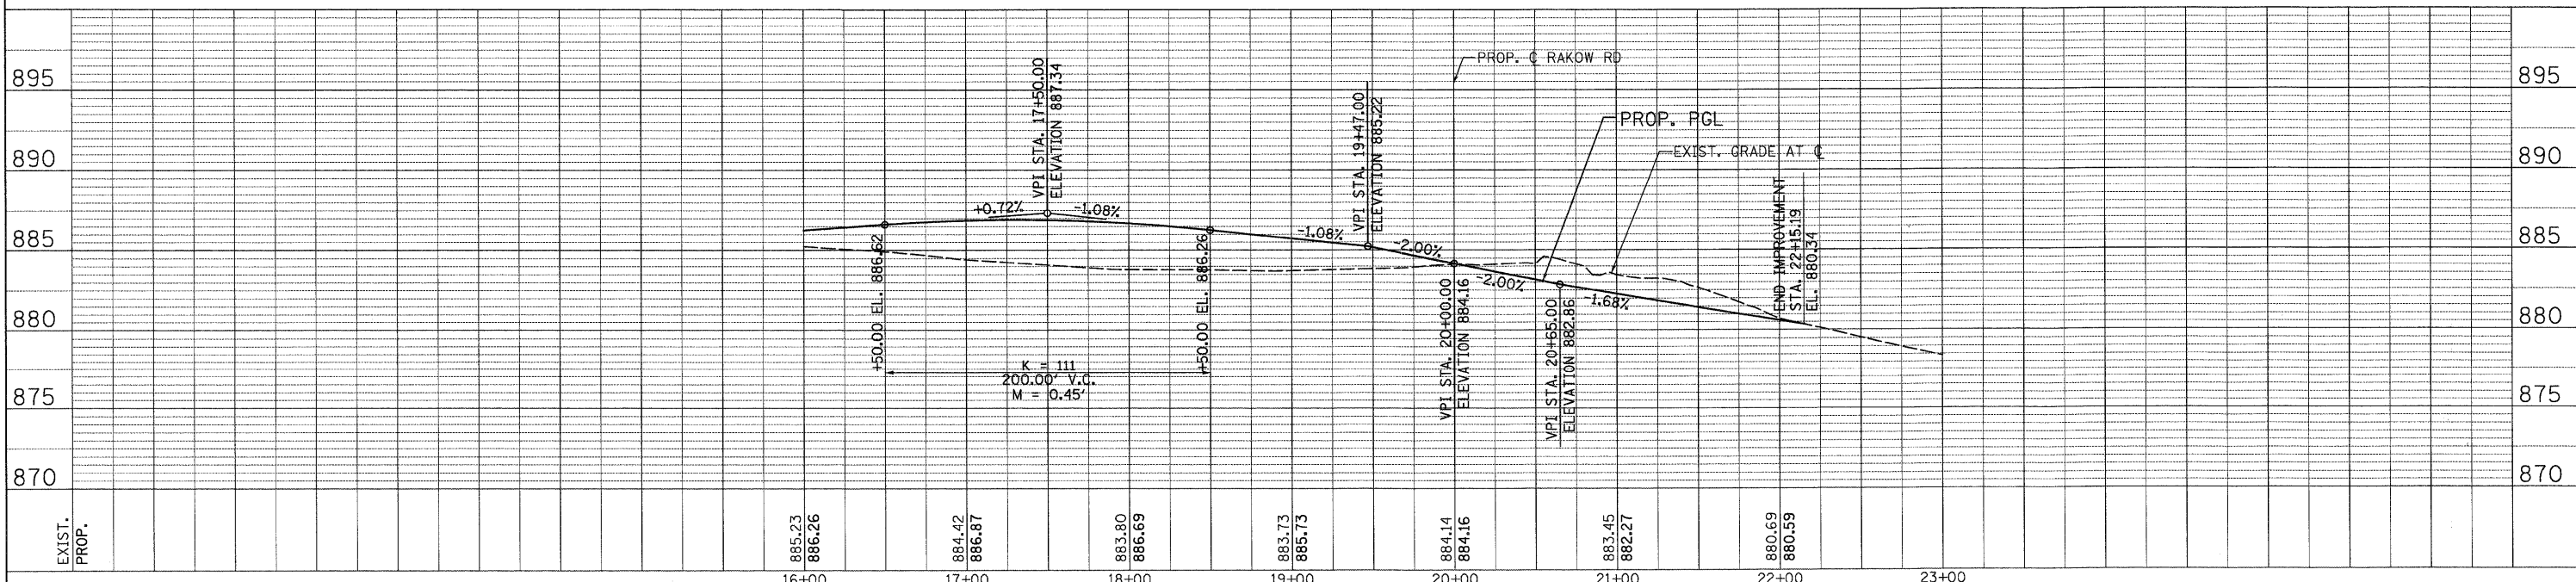 PROP. ℄ RAKOW RD
895
895
VPI STA. 17+50.00
ELEVATION 887.34
VPI STA. 19+47.00
ELEVATION 885.22
PROP. PGL
EXIST. GRADE AT ℄
890
890
END IMPROVEMENT
STA. 22+15.19
EL. 880.34
+0.72%
-1.08%
885
885
-1.08%
-2.00%
-2.00%
-1.68%
+50.00 EL. 886.62
+50.00 EL. 886.26
880
880
VPI STA. 20+00.00
ELEVATION 884.16
VPI STA. 20+65.00
ELEVATION 882.86
K = 111
200.00' V.C.
M = 0.45'
875
875
870
870
EXIST.
PROP.
885.23
886.26
884.42
886.87
883.80
886.69
883.73
885.73
884.14
884.16
883.45
882.27
880.69
880.59
16+00
17+00
18+00
19+00
20+00
21+00
22+00
23+00